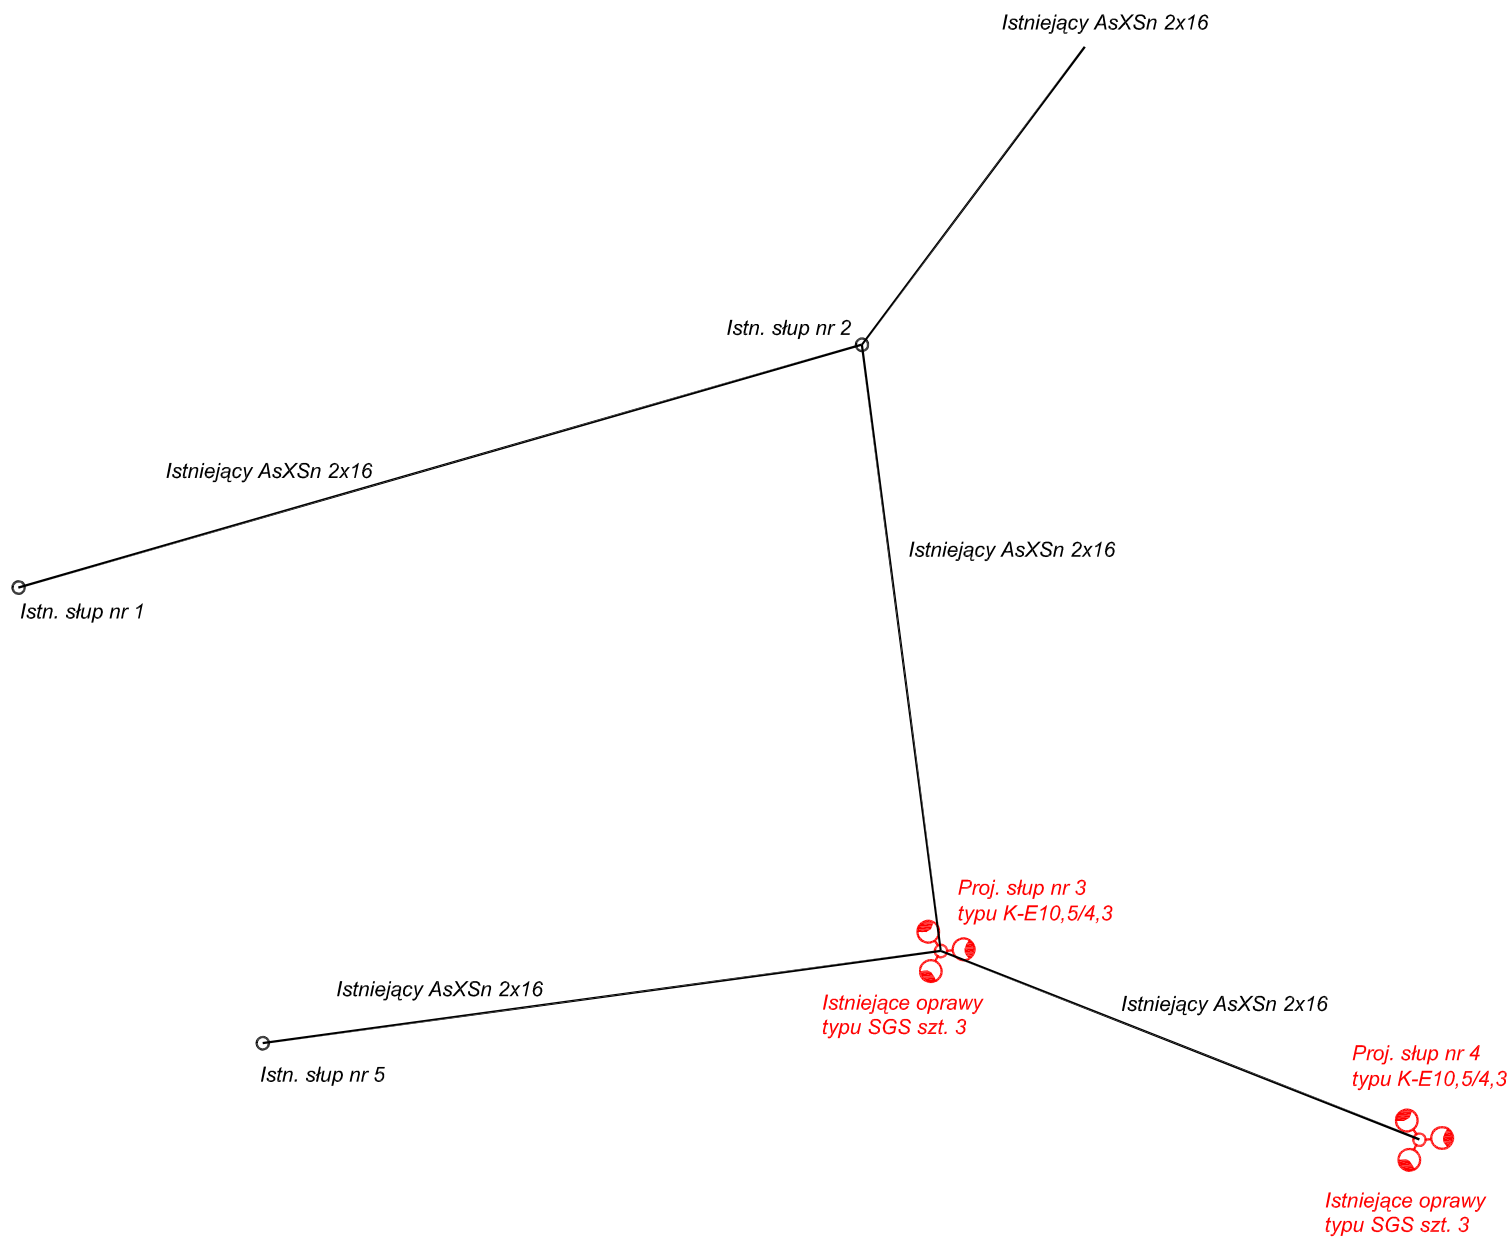 Istniejący AsXSn 2x16
Istn. słup nr 2
Istniejący AsXSn 2x16
Istniejący AsXSn 2x16
Istn. słup nr 1
Proj. słup nr 3
typu K-E10,5/4,3
Istniejący AsXSn 2x16
Istniejące oprawy
typu SGS szt. 3
Istniejący AsXSn 2x16
Istn. słup nr 5
Proj. słup nr 4
typu K-E10,5/4,3
Istniejące oprawy
typu SGS szt. 3